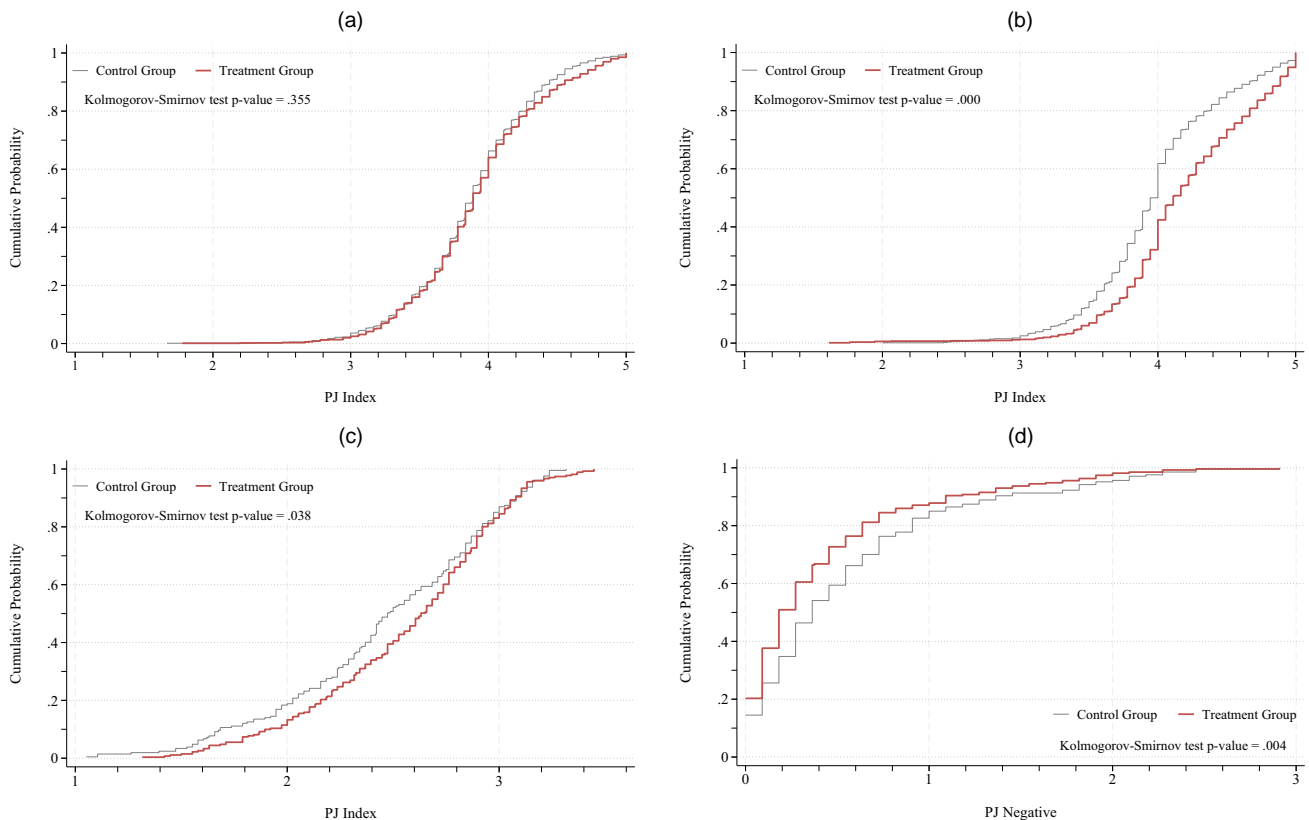 (a)
1
.8
.6
.4
.2
0
Cumulative Probability
Control Group Treatment Group
Kolmogorov-Smirnov test p-value = .355
1 2 3 4 5
PJ Index
(b)
1
.8
.6
.4
.2
0
Cumulative Probability
Control Group Treatment Group
Kolmogorov-Smirnov test p-value = .000
1 2 3 4 5
PJ Index
(c)
1
.8
.6
.4
.2
0
Cumulative Probability
Control Group Treatment Group
Kolmogorov-Smirnov test p-value = .038
1 2 3
PJ Index
(d)
1
.8
.6
.4
.2
0
Cumulative Probability
Control Group Treatment Group
Kolmogorov-Smirnov test p-value = .004
0 1 2 3
PJ Negative